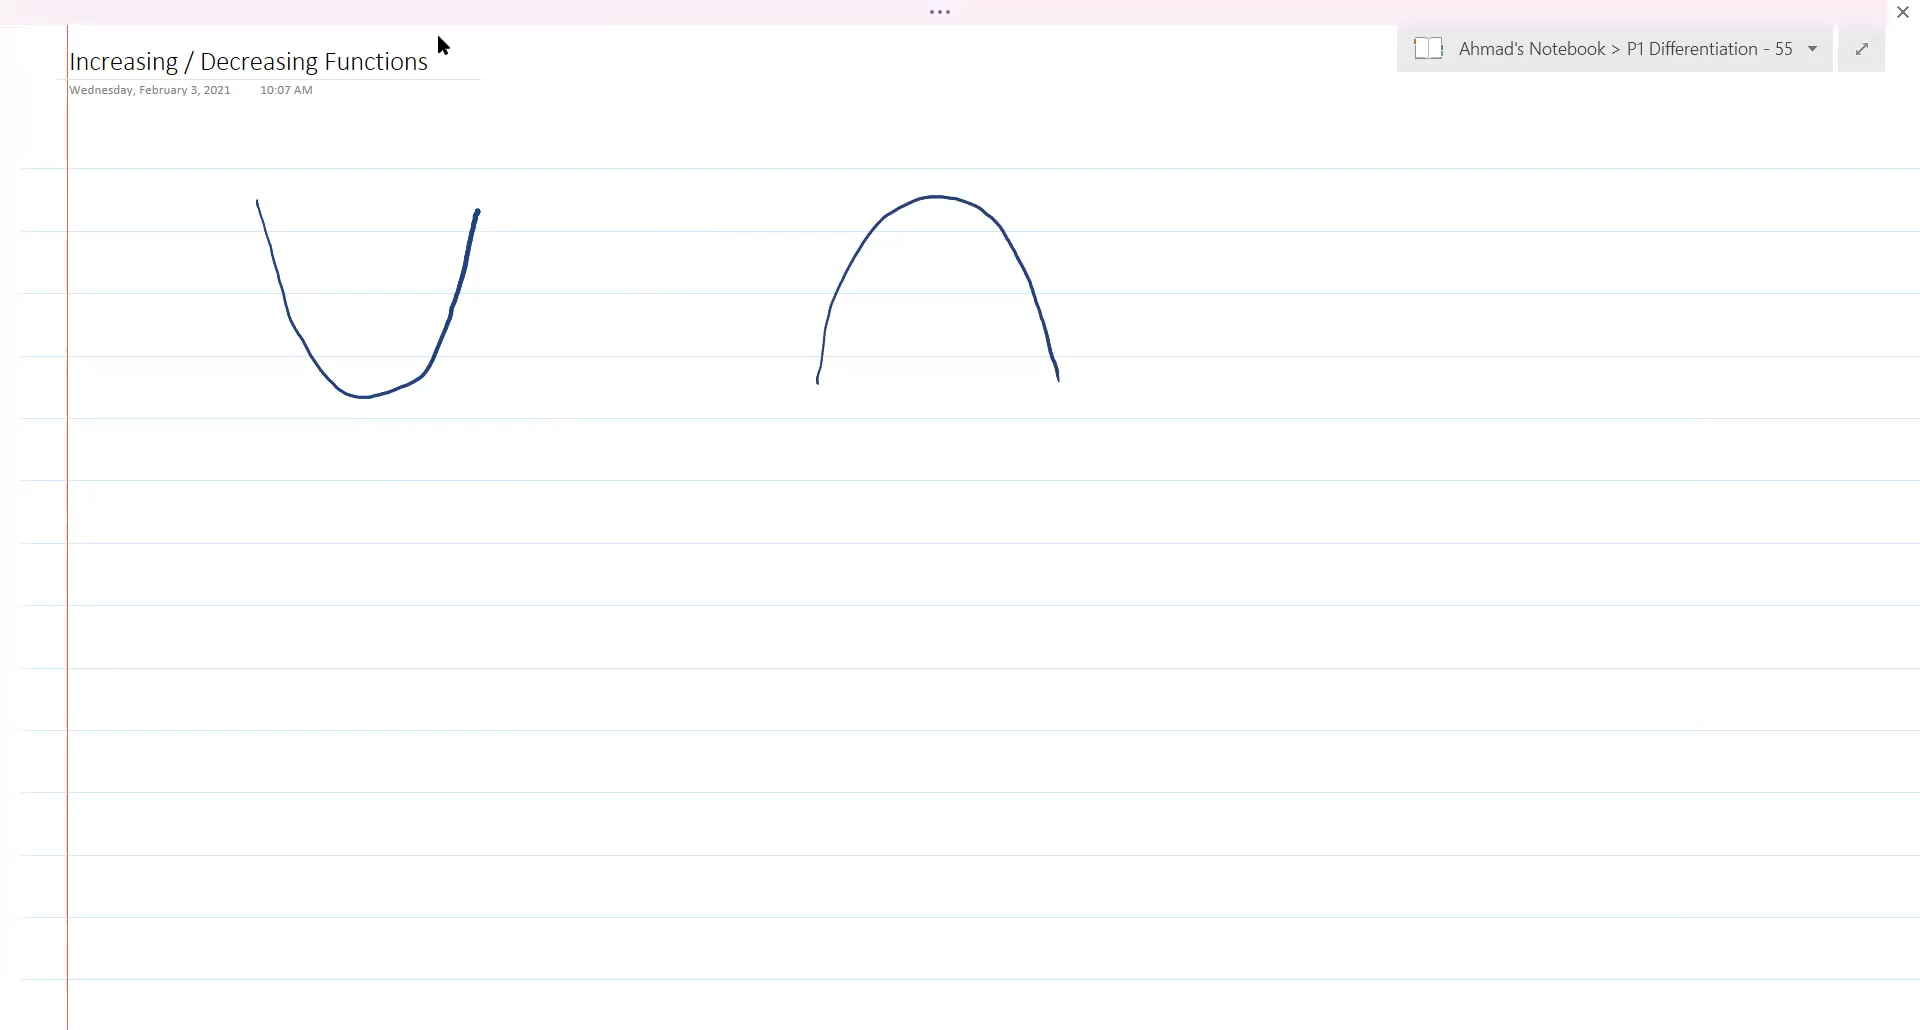 Increasing / Decreasing Functions
Wednesday, February 3, 2021 10:07 AM
Ahmad's Notebook > P1 Differentiation - 55